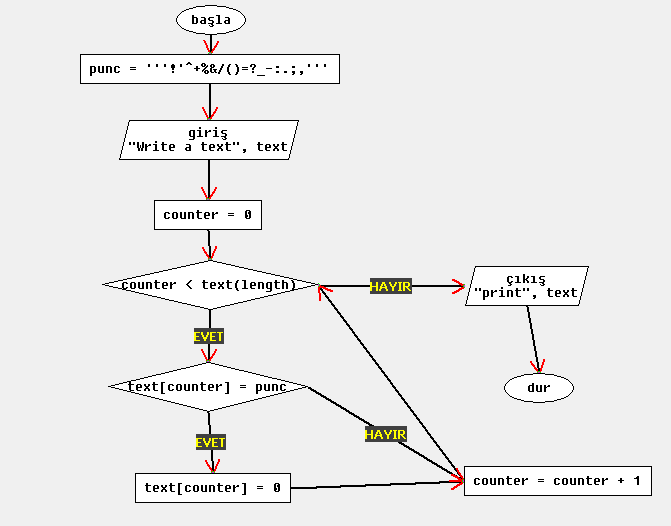 başla
punc = '''!'^+%&/()=?_-:.;,'''
giriş
"Write a text", text
counter = 0
counter < text(length)
HAYIR
çıkış
"print", text
EVET
dur
text[counter] = punc
HAYIR
EVET
text[counter] = 0
counter = counter + 1